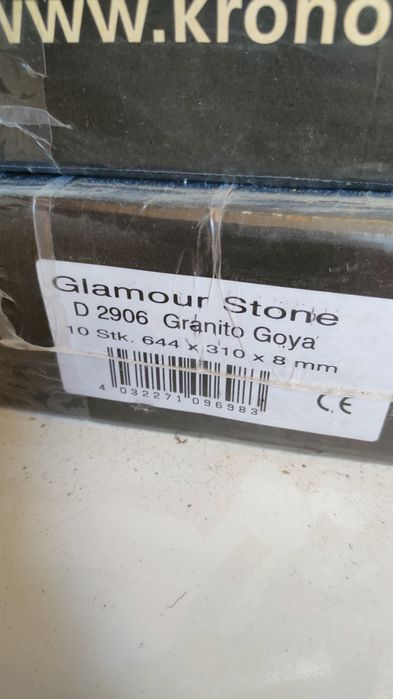 www.krono
Glamour Stone
D 2906 Granito Goya
10 Stk. 644 x 310 x 8 mm
4 032271 096983
CE